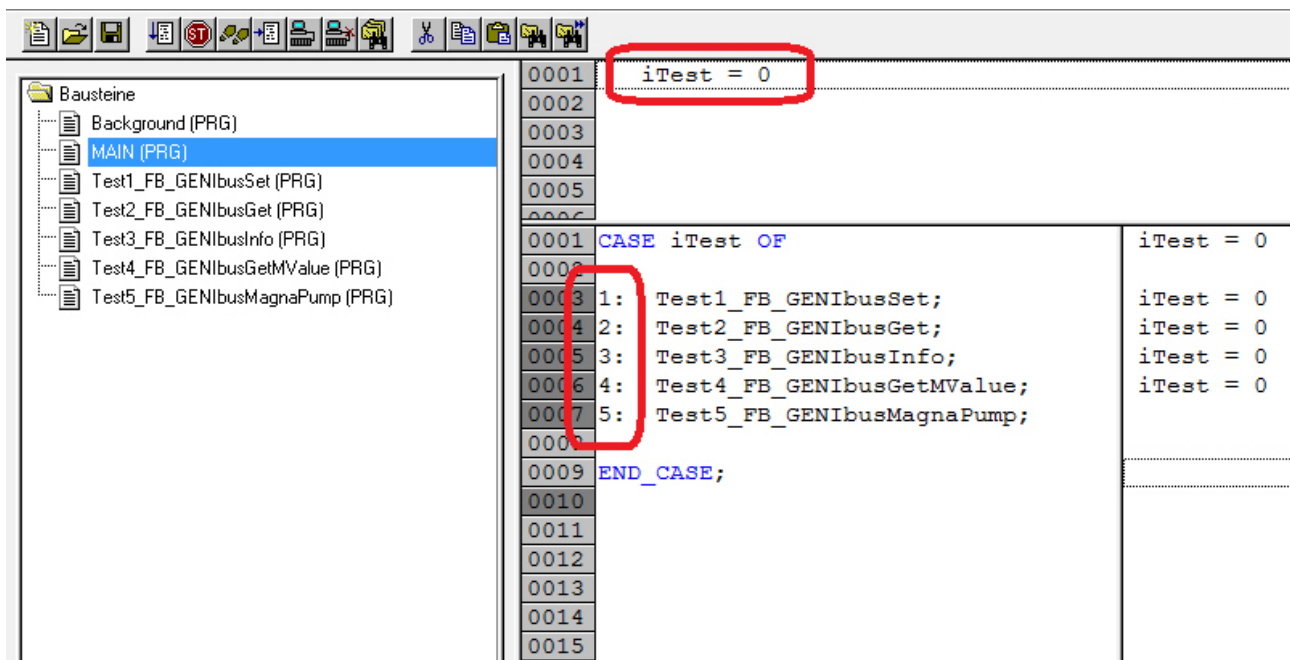 ST
Bausteine
Background (PRG)
MAIN (PRG)
Test1_FB_GENIbusSet (PRG)
Test2_FB_GENIbusGet (PRG)
Test3_FB_GENIbusInfo (PRG)
Test4_FB_GENIbusGetMValue (PRG)
Test5_FB_GENIbusMagnaPump (PRG)
0001 iTest = 0
0002
0003
0004
0005
0001 CASE iTest OF iTest = 0
0002
0003 1: Test1_FB_GENIbusSet; iTest = 0
0004 2: Test2_FB_GENIbusGet; iTest = 0
0005 3: Test3_FB_GENIbusInfo; iTest = 0
0006 4: Test4_FB_GENIbusGetMValue; iTest = 0
0007 5: Test5_FB_GENIbusMagnaPump;
0008
0009 END_CASE;
0010
0011
0012
0013
0014
0015